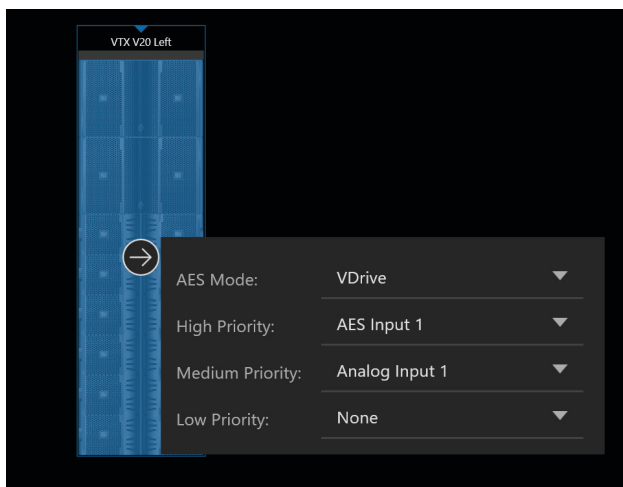 VTX V20 Left
AES Mode: VDrive
High Priority: AES Input 1
Medium Priority: Analog Input 1
Low Priority: None